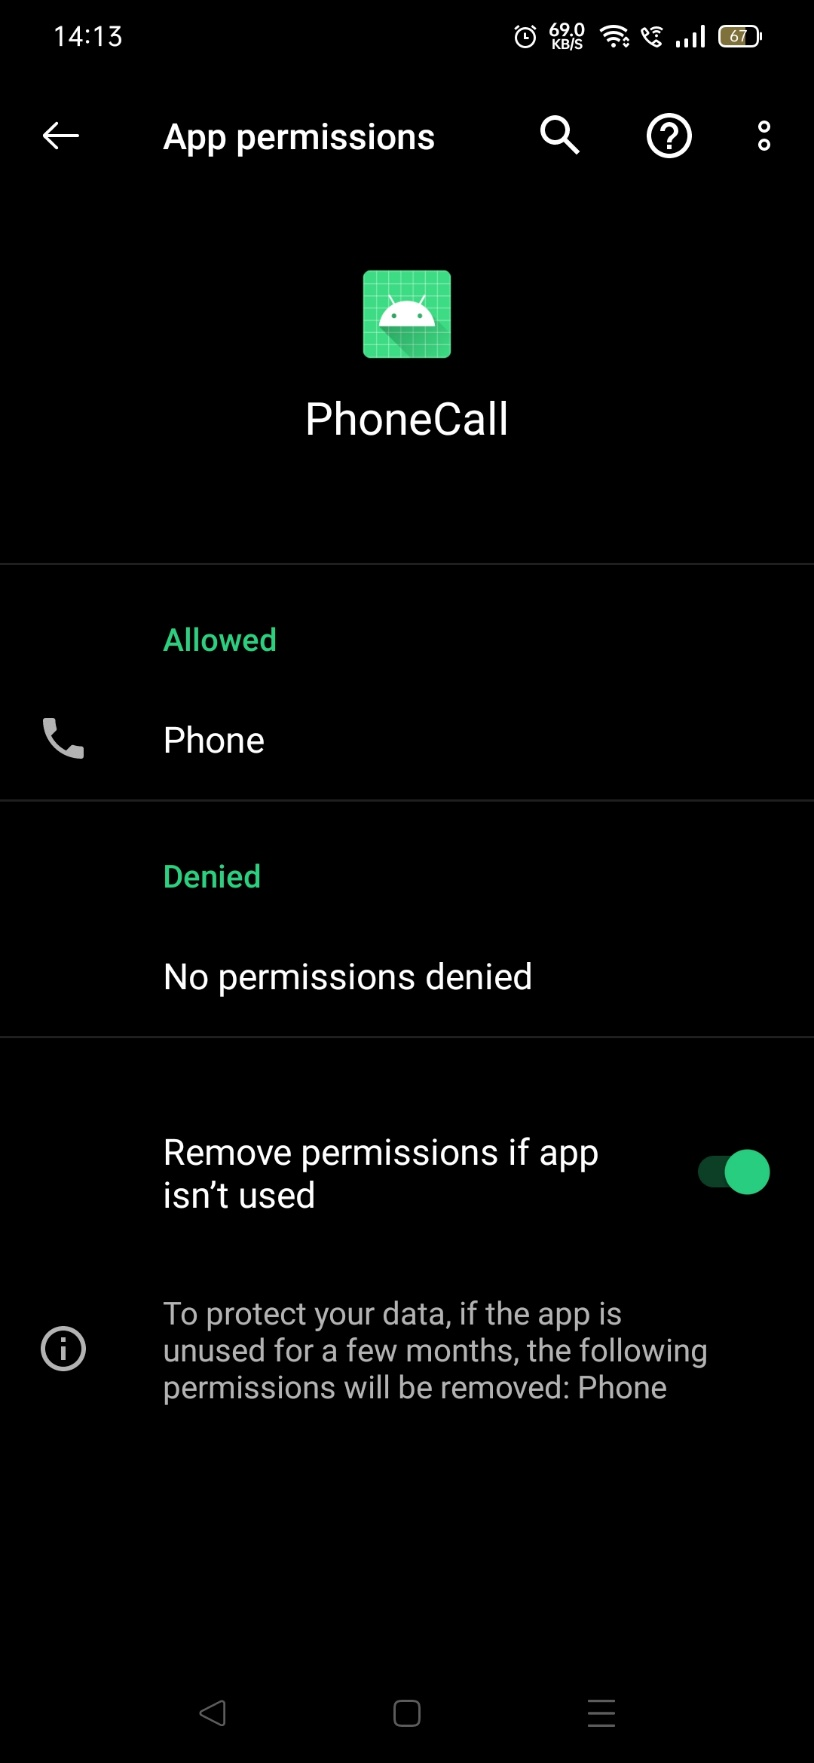 14:13
69.0
KB/S
67
App permissions
PhoneCall
Allowed
Phone
Denied
No permissions denied
Remove permissions if app
isn’t used
To protect your data, if the app is
unused for a few months, the following
permissions will be removed: Phone